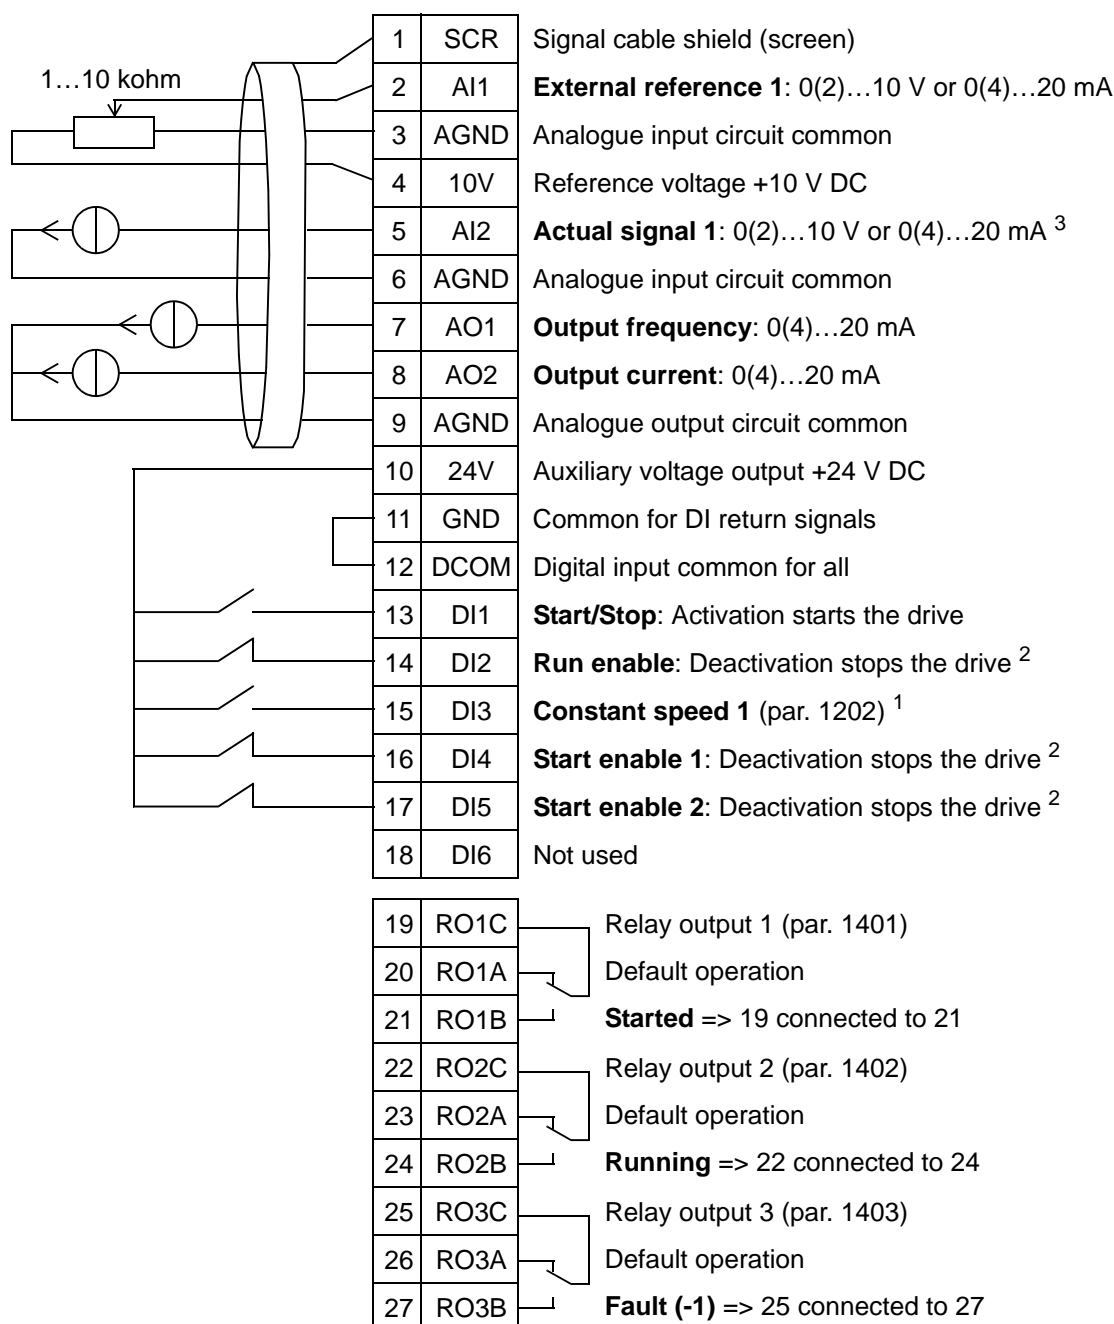 1 SCR Signal cable shield (screen)
1…10 kohm
2 AI1 External reference 1: 0(2)…10 V or 0(4)…20 mA
3 AGND Analogue input circuit common
4 10V Reference voltage +10 V DC
5 AI2 Actual signal 1: 0(2)…10 V or 0(4)…20 mA 3
6 AGND Analogue input circuit common
7 AO1 Output frequency: 0(4)…20 mA
8 AO2 Output current: 0(4)…20 mA
9 AGND Analogue output circuit common
10 24V Auxiliary voltage output +24 V DC
11 GND Common for DI return signals
12 DCOM Digital input common for all
13 DI1 Start/Stop: Activation starts the drive
14 DI2 Run enable: Deactivation stops the drive 2
15 DI3 Constant speed 1 (par. 1202) 1
16 DI4 Start enable 1: Deactivation stops the drive 2
17 DI5 Start enable 2: Deactivation stops the drive 2
18 DI6 Not used
19 RO1C Relay output 1 (par. 1401)
20 RO1A Default operation
21 RO1B Started => 19 connected to 21
22 RO2C Relay output 2 (par. 1402)
23 RO2A Default operation
24 RO2B Running => 22 connected to 24
25 RO3C Relay output 3 (par. 1403)
26 RO3A Default operation
27 RO3B Fault (-1) => 25 connected to 27